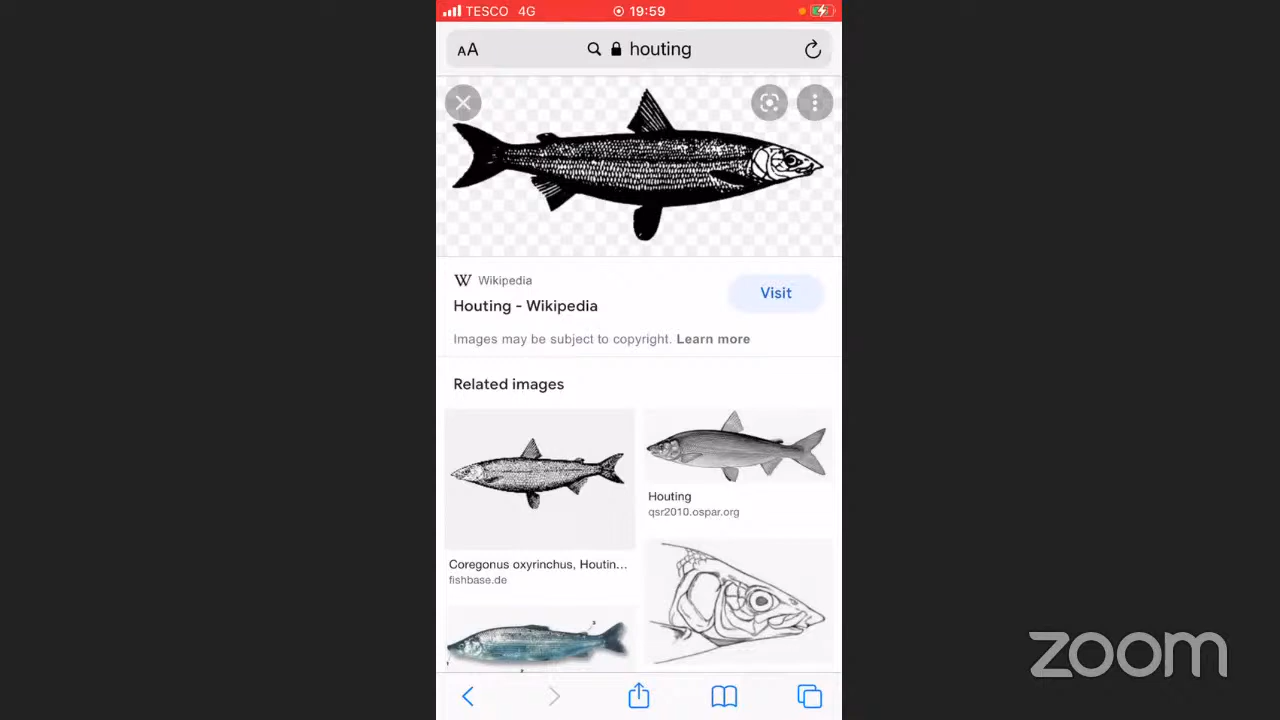 TESCO 4G 19:59
AA houting
W Wikipedia
Houting - Wikipedia
Visit
Images may be subject to copyright. Learn more
Related images
Houting
qsr2010.ospar.org
Coregonus oxyrinchus, Houtin...
fishbase.de
zoom